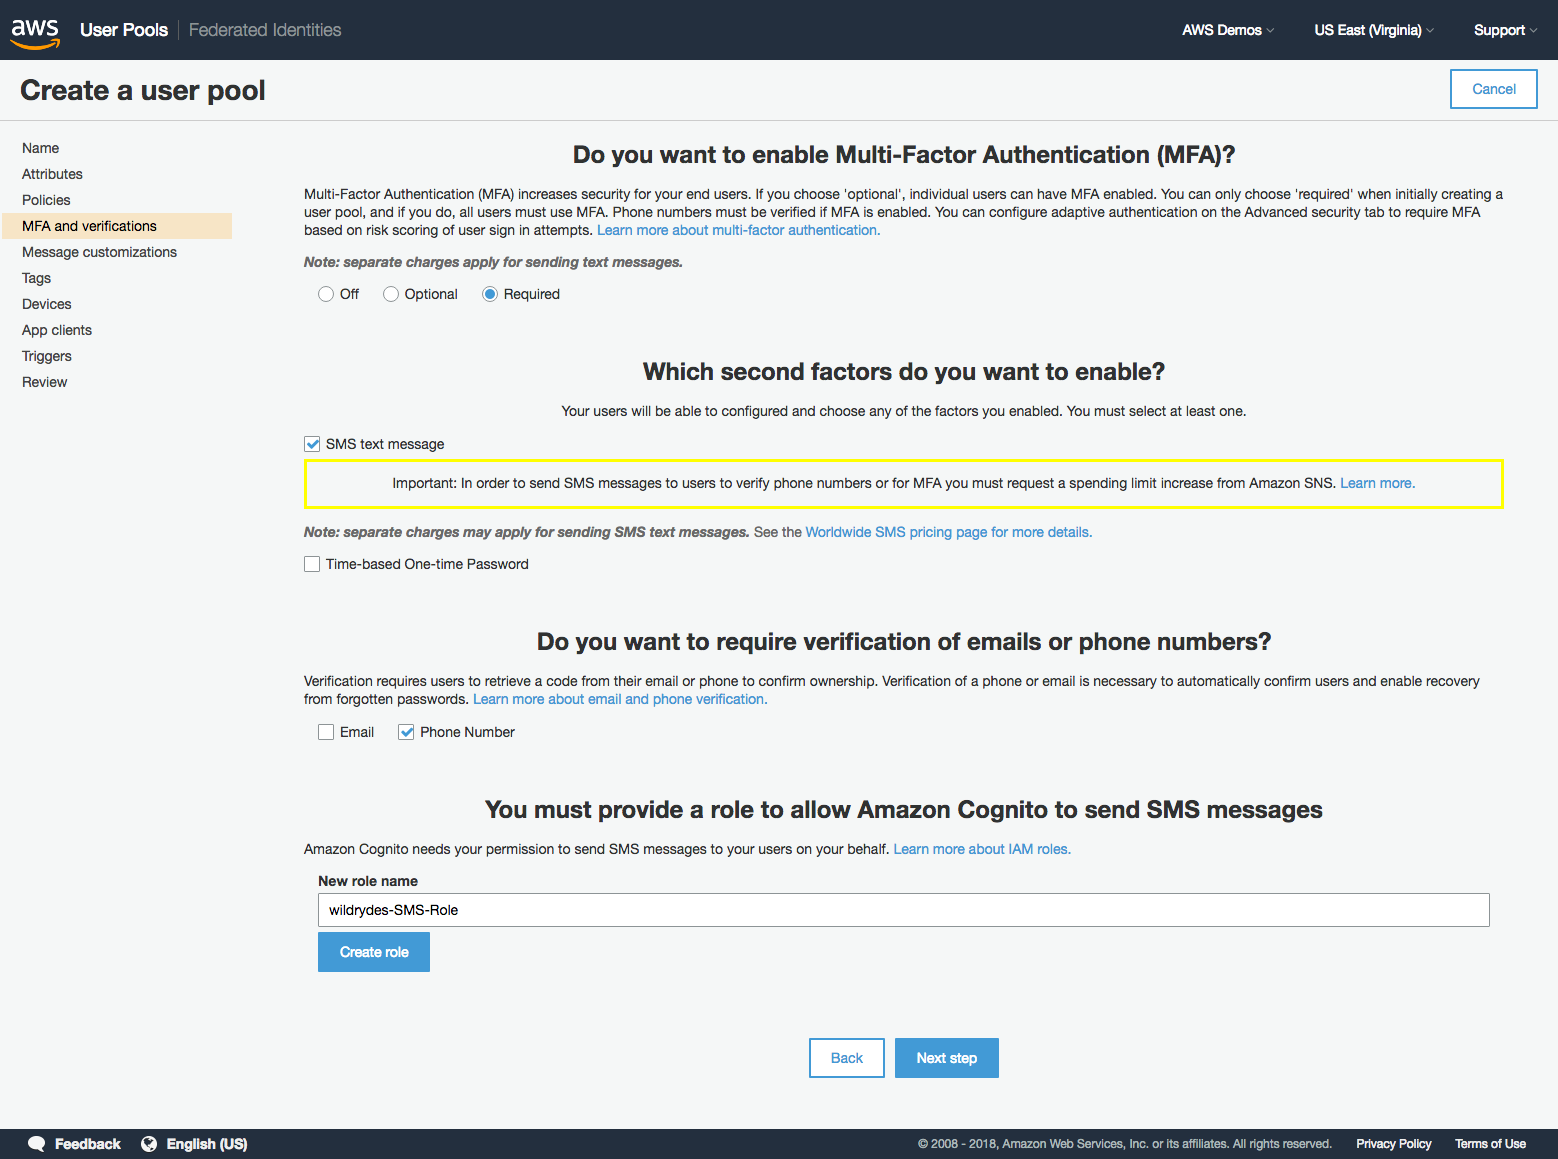 aws
User Pools | Federated Identities
AWS Demos
US East (Virginia)
Support
Create a user pool
Cancel
Name
Attributes
Policies
MFA and verifications
Message customizations
Tags
Devices
App clients
Triggers
Review
Do you want to enable Multi-Factor Authentication (MFA)?
Multi-Factor Authentication (MFA) increases security for your end users. If you choose 'optional', individual users can have MFA enabled. You can only choose 'required' when initially creating a
user pool, and if you do, all users must use MFA. Phone numbers must be verified if MFA is enabled. You can configure adaptive authentication on the Advanced security tab to require MFA
based on risk scoring of user sign in attempts. Learn more about multi-factor authentication.
Note: separate charges apply for sending text messages.
Off
Optional
Required
Which second factors do you want to enable?
Your users will be able to configured and choose any of the factors you enabled. You must select at least one.
SMS text message
Important: In order to send SMS messages to users to verify phone numbers or for MFA you must request a spending limit increase from Amazon SNS. Learn more.
Note: separate charges may apply for sending SMS text messages. See the Worldwide SMS pricing page for more details.
Time-based One-time Password
Do you want to require verification of emails or phone numbers?
Verification requires users to retrieve a code from their email or phone to confirm ownership. Verification of a phone or email is necessary to automatically confirm users and enable recovery
from forgotten passwords. Learn more about email and phone verification.
Email
Phone Number
You must provide a role to allow Amazon Cognito to send SMS messages
Amazon Cognito needs your permission to send SMS messages to your users on your behalf. Learn more about IAM roles.
New role name
wildrydes-SMS-Role
Create role
Back
Next step
Feedback
English (US)
© 2008 - 2018, Amazon Web Services, Inc. or its affiliates. All rights reserved.
Privacy Policy
Terms of Use